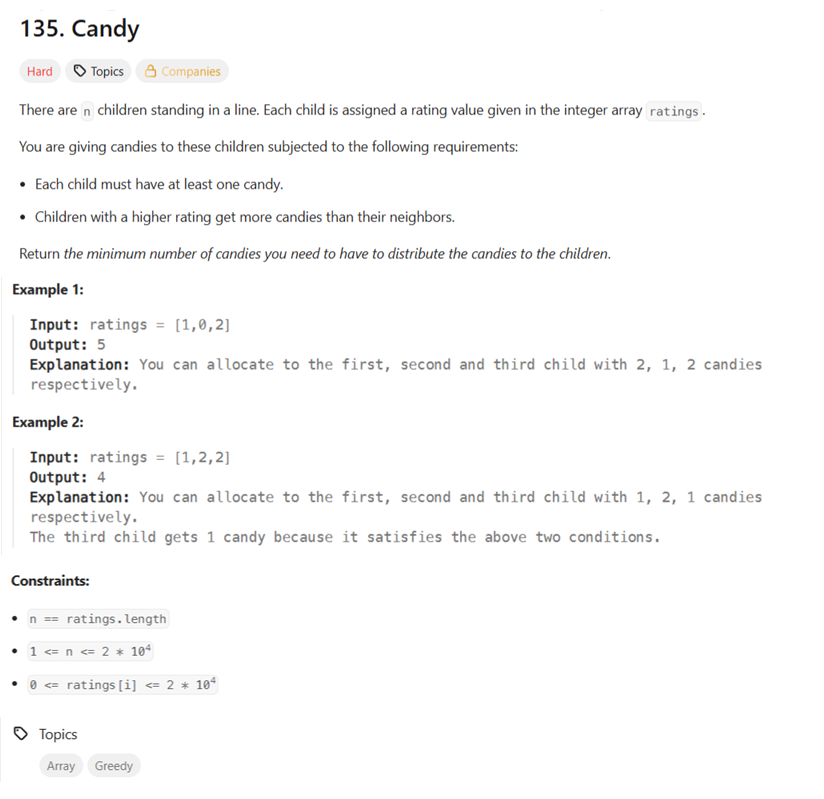 135. Candy
Hard Topics Companies
There are n children standing in a line. Each child is assigned a rating value given in the integer array ratings.
You are giving candies to these children subjected to the following requirements:
• Each child must have at least one candy.
• Children with a higher rating get more candies than their neighbors.
Return the minimum number of candies you need to have to distribute the candies to the children.
Example 1:
Input: ratings = [1,0,2]
Output: 5
Explanation: You can allocate to the first, second and third child with 2, 1, 2 candies
respectively.
Example 2:
Input: ratings = [1,2,2]
Output: 4
Explanation: You can allocate to the first, second and third child with 1, 2, 1 candies
respectively.
The third child gets 1 candy because it satisfies the above two conditions.
Constraints:
• n == ratings.length
• 1 <= n <= 2 * 10⁴
• 0 <= ratings[i] <= 2 * 10⁴
Topics
Array Greedy